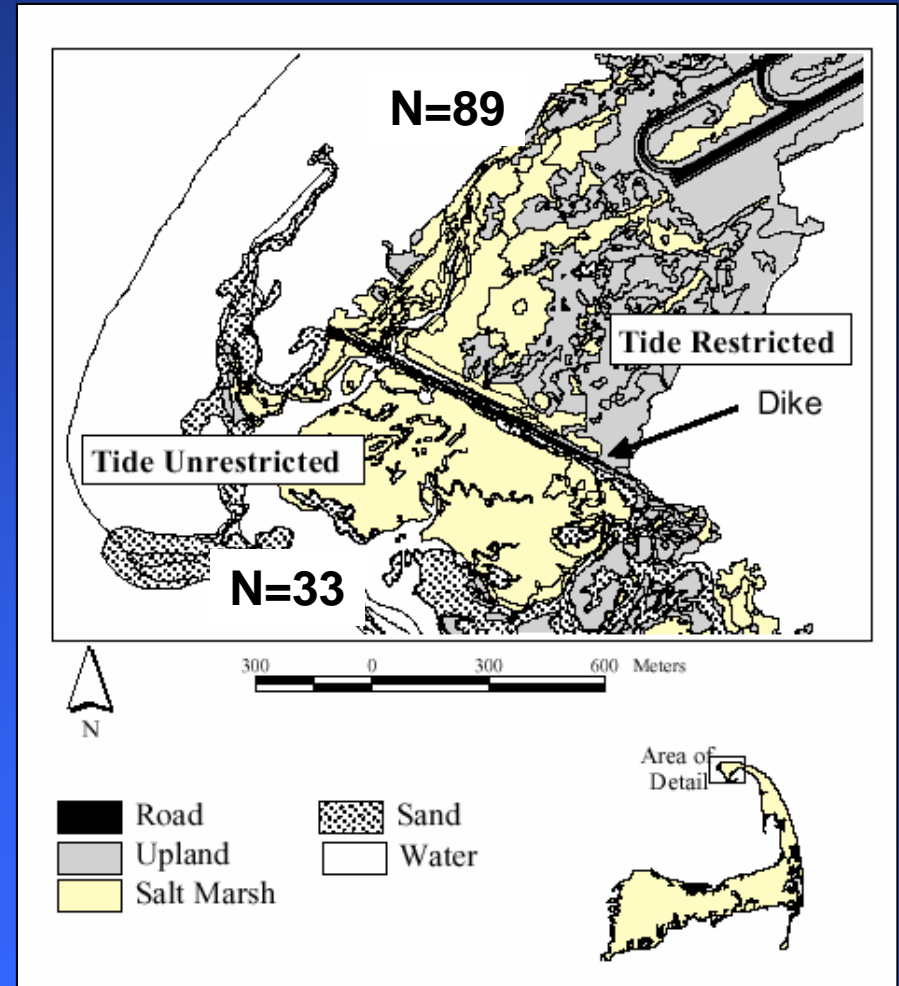 N=89
Tide Restricted
Dike
Tide Unrestricted
N=33
300 0 300 600 Meters
N
Area of
Detail
Road
Upland
Salt Marsh
Sand
Water